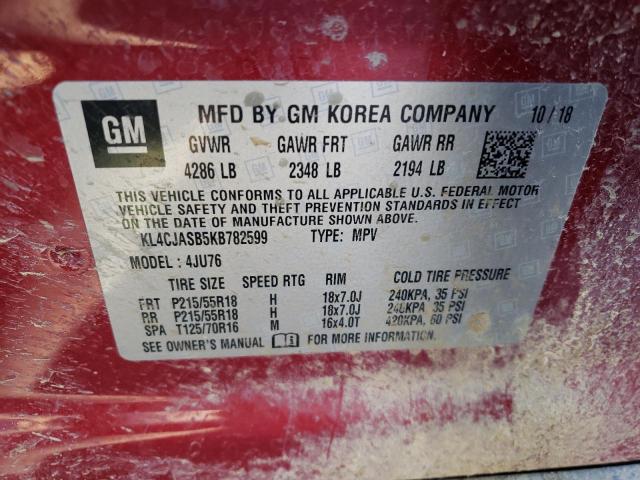 GM
MFD BY GM KOREA COMPANY 10/18
GVWR GAWR FRT GAWR RR
4286 LB 2348 LB 2194 LB
THIS VEHICLE CONFORMS TO ALL APPLICABLE U.S. FEDERAL MOTOR
VEHICLE SAFETY AND THEFT PREVENTION STANDARDS IN EFFECT
ON THE DATE OF MANUFACTURE SHOWN ABOVE.
KL4CJASB5KB782599 TYPE: MPV
MODEL: 4JU76
TIRE SIZE SPEED RTG RIM COLD TIRE PRESSURE
FRT P215/55R18 H 18x7.0J 240KPA, 35 PSI
RR P215/55R18 H 18x7.0J 240KPA, 35 PSI
SPA T125/70R16 M 16x4.0T 420KPA, 60 PSI
SEE OWNER'S MANUAL FOR MORE INFORMATION.